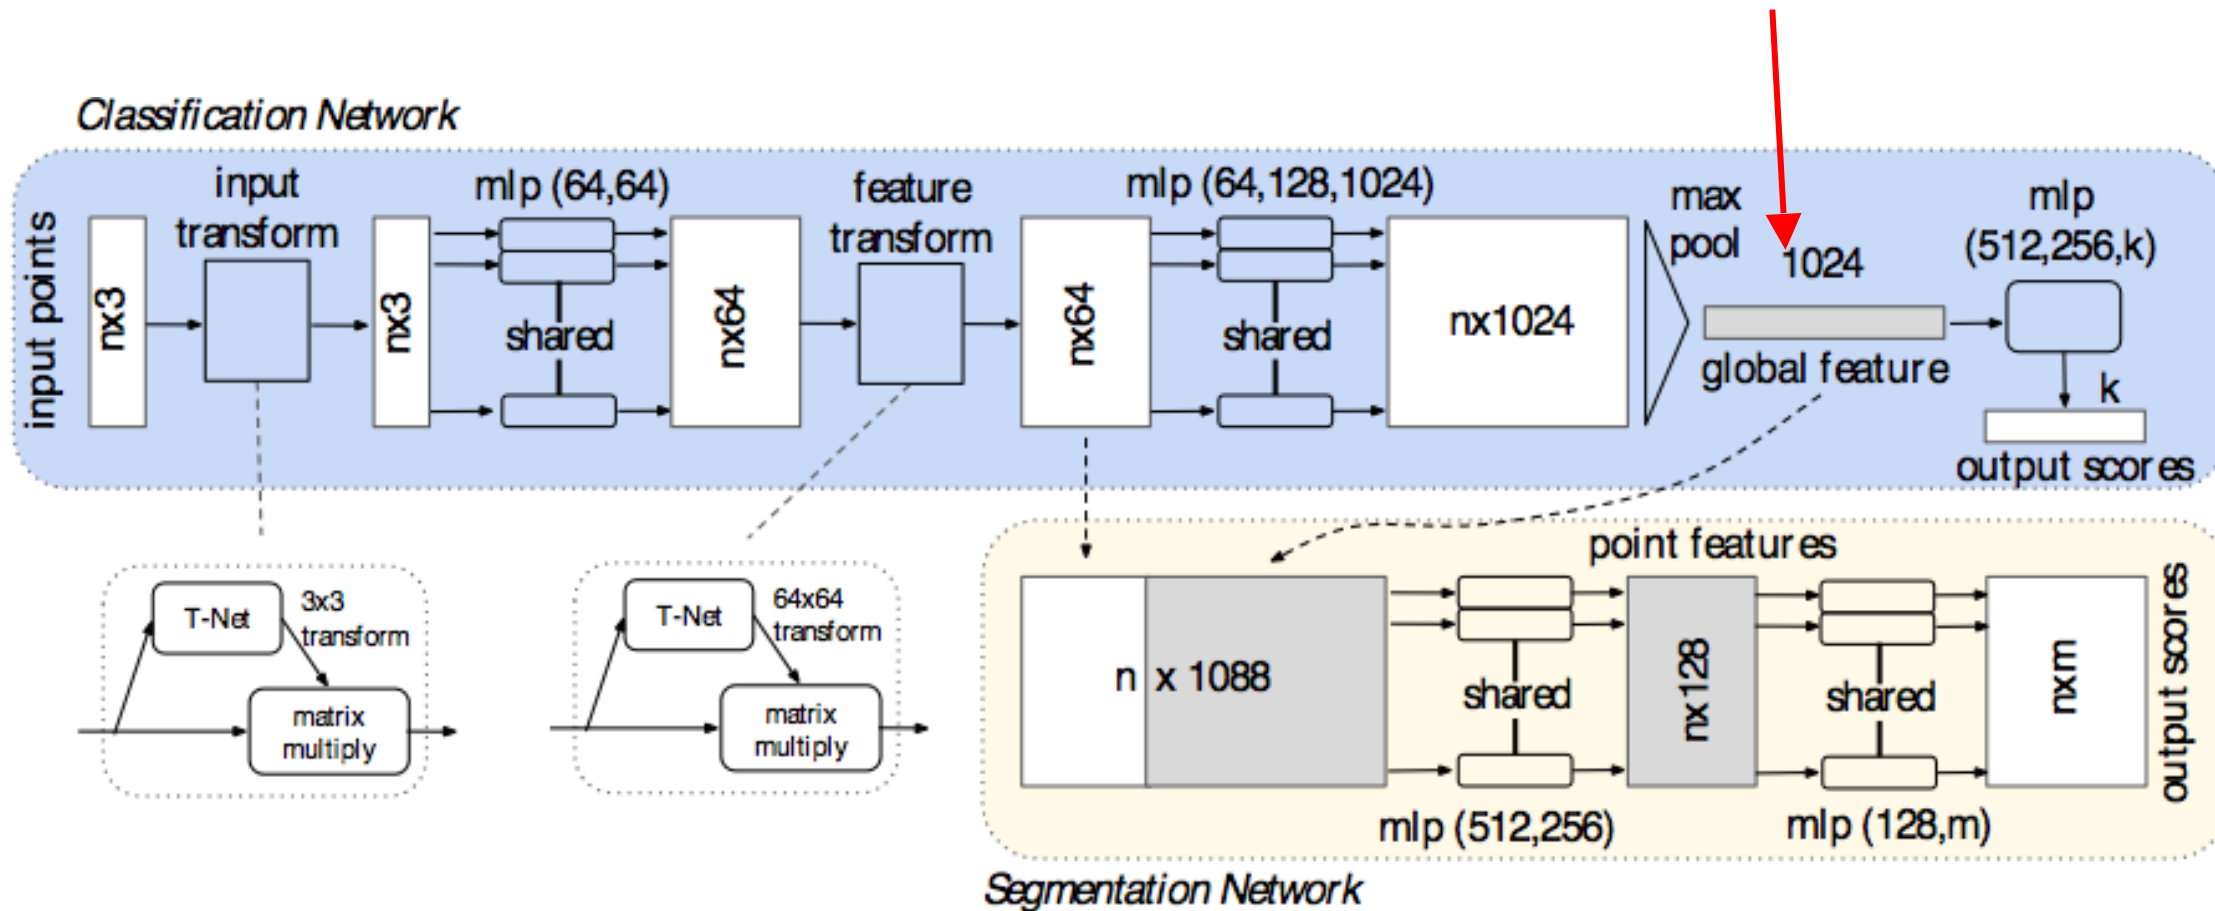 Classification Network
input points
nx3
input
transform
nx3
mlp (64,64)
shared
nx64
feature
transform
nx64
mlp (64,128,1024)
shared
nx1024
max
pool
1024
global feature
mlp
(512,256,k)
k
output scores
T-Net
3x3
transform
matrix
multiply
T-Net
64x64
transform
matrix
multiply
point features
n x 1088
shared
mlp (512,256)
nx128
shared
mlp (128,m)
nxm
output scores
Segmentation Network